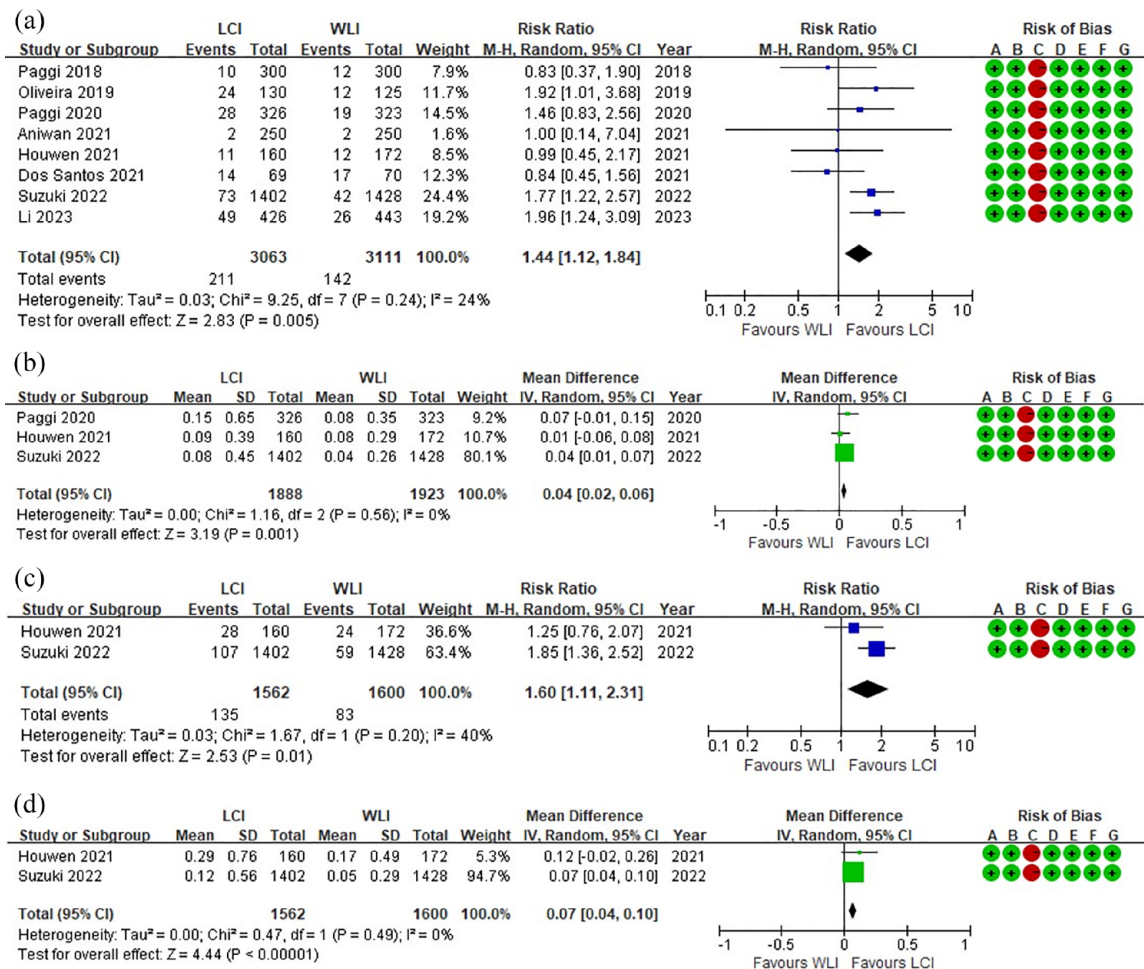 (a)
LCI WLI Risk Ratio Risk Ratio Risk of Bias
Study or Subgroup Events Total Events Total Weight M-H, Random, 95% CI Year M-H, Random, 95% CI A B C D E F G
Paggi 2018 10 300 12 300 7.9% 0.83 [0.37, 1.90] 2018
Oliveira 2019 24 130 12 125 11.7% 1.92 [1.01, 3.68] 2019
Paggi 2020 28 326 19 323 14.5% 1.46 [0.83, 2.56] 2020
Aniwan 2021 2 250 2 250 1.6% 1.00 [0.14, 7.04] 2021
Houwen 2021 11 160 12 172 8.5% 0.99 [0.45, 2.17] 2021
Dos Santos 2021 14 69 17 70 12.3% 0.84 [0.45, 1.56] 2021
Suzuki 2022 73 1402 42 1428 24.4% 1.77 [1.22, 2.57] 2022
Li 2023 49 426 26 443 19.2% 1.96 [1.24, 3.09] 2023
Total (95% CI) 3063 3111 100.0% 1.44 [1.12, 1.84]
Total events 211 142
Heterogeneity: Tau² = 0.03; Chi² = 9.25, df = 7 (P = 0.24); I² = 24%
Test for overall effect: Z = 2.83 (P = 0.005)
0.1 0.2 0.5 1 2 5 10
Favours WLI Favours LCI
(b)
LCI WLI Mean Difference Mean Difference Risk of Bias
Study or Subgroup Mean SD Total Mean SD Total Weight IV, Random, 95% CI Year IV, Random, 95% CI A B C D E F G
Paggi 2020 0.15 0.65 326 0.08 0.35 323 9.2% 0.07 [-0.01, 0.15] 2020
Houwen 2021 0.09 0.39 160 0.08 0.29 172 10.7% 0.01 [-0.06, 0.08] 2021
Suzuki 2022 0.08 0.45 1402 0.04 0.26 1428 80.1% 0.04 [0.01, 0.07] 2022
Total (95% CI) 1888 1923 100.0% 0.04 [0.02, 0.06]
Heterogeneity: Tau² = 0.00; Chi² = 1.16, df = 2 (P = 0.56); I² = 0%
Test for overall effect: Z = 3.19 (P = 0.001)
-1 -0.5 0 0.5 1
Favours WLI Favours LCI
(c)
LCI WLI Risk Ratio Risk Ratio Risk of Bias
Study or Subgroup Events Total Events Total Weight M-H, Random, 95% CI Year M-H, Random, 95% CI A B C D E F G
Houwen 2021 28 160 24 172 36.6% 1.25 [0.76, 2.07] 2021
Suzuki 2022 107 1402 59 1428 63.4% 1.85 [1.36, 2.52] 2022
Total (95% CI) 1562 1600 100.0% 1.60 [1.11, 2.31]
Total events 135 83
Heterogeneity: Tau² = 0.03; Chi² = 1.67, df = 1 (P = 0.20); I² = 40%
Test for overall effect: Z = 2.53 (P = 0.01)
0.1 0.2 0.5 1 2 5 10
Favours WLI Favours LCI
(d)
LCI WLI Mean Difference Mean Difference Risk of Bias
Study or Subgroup Mean SD Total Mean SD Total Weight IV, Random, 95% CI Year IV, Random, 95% CI A B C D E F G
Houwen 2021 0.29 0.76 160 0.17 0.49 172 5.3% 0.12 [-0.02, 0.26] 2021
Suzuki 2022 0.12 0.56 1402 0.05 0.29 1428 94.7% 0.07 [0.04, 0.10] 2022
Total (95% CI) 1562 1600 100.0% 0.07 [0.04, 0.10]
Heterogeneity: Tau² = 0.00; Chi² = 0.47, df = 1 (P = 0.49); I² = 0%
Test for overall effect: Z = 4.44 (P < 0.00001)
-1 -0.5 0 0.5 1
Favours WLI Favours LCI